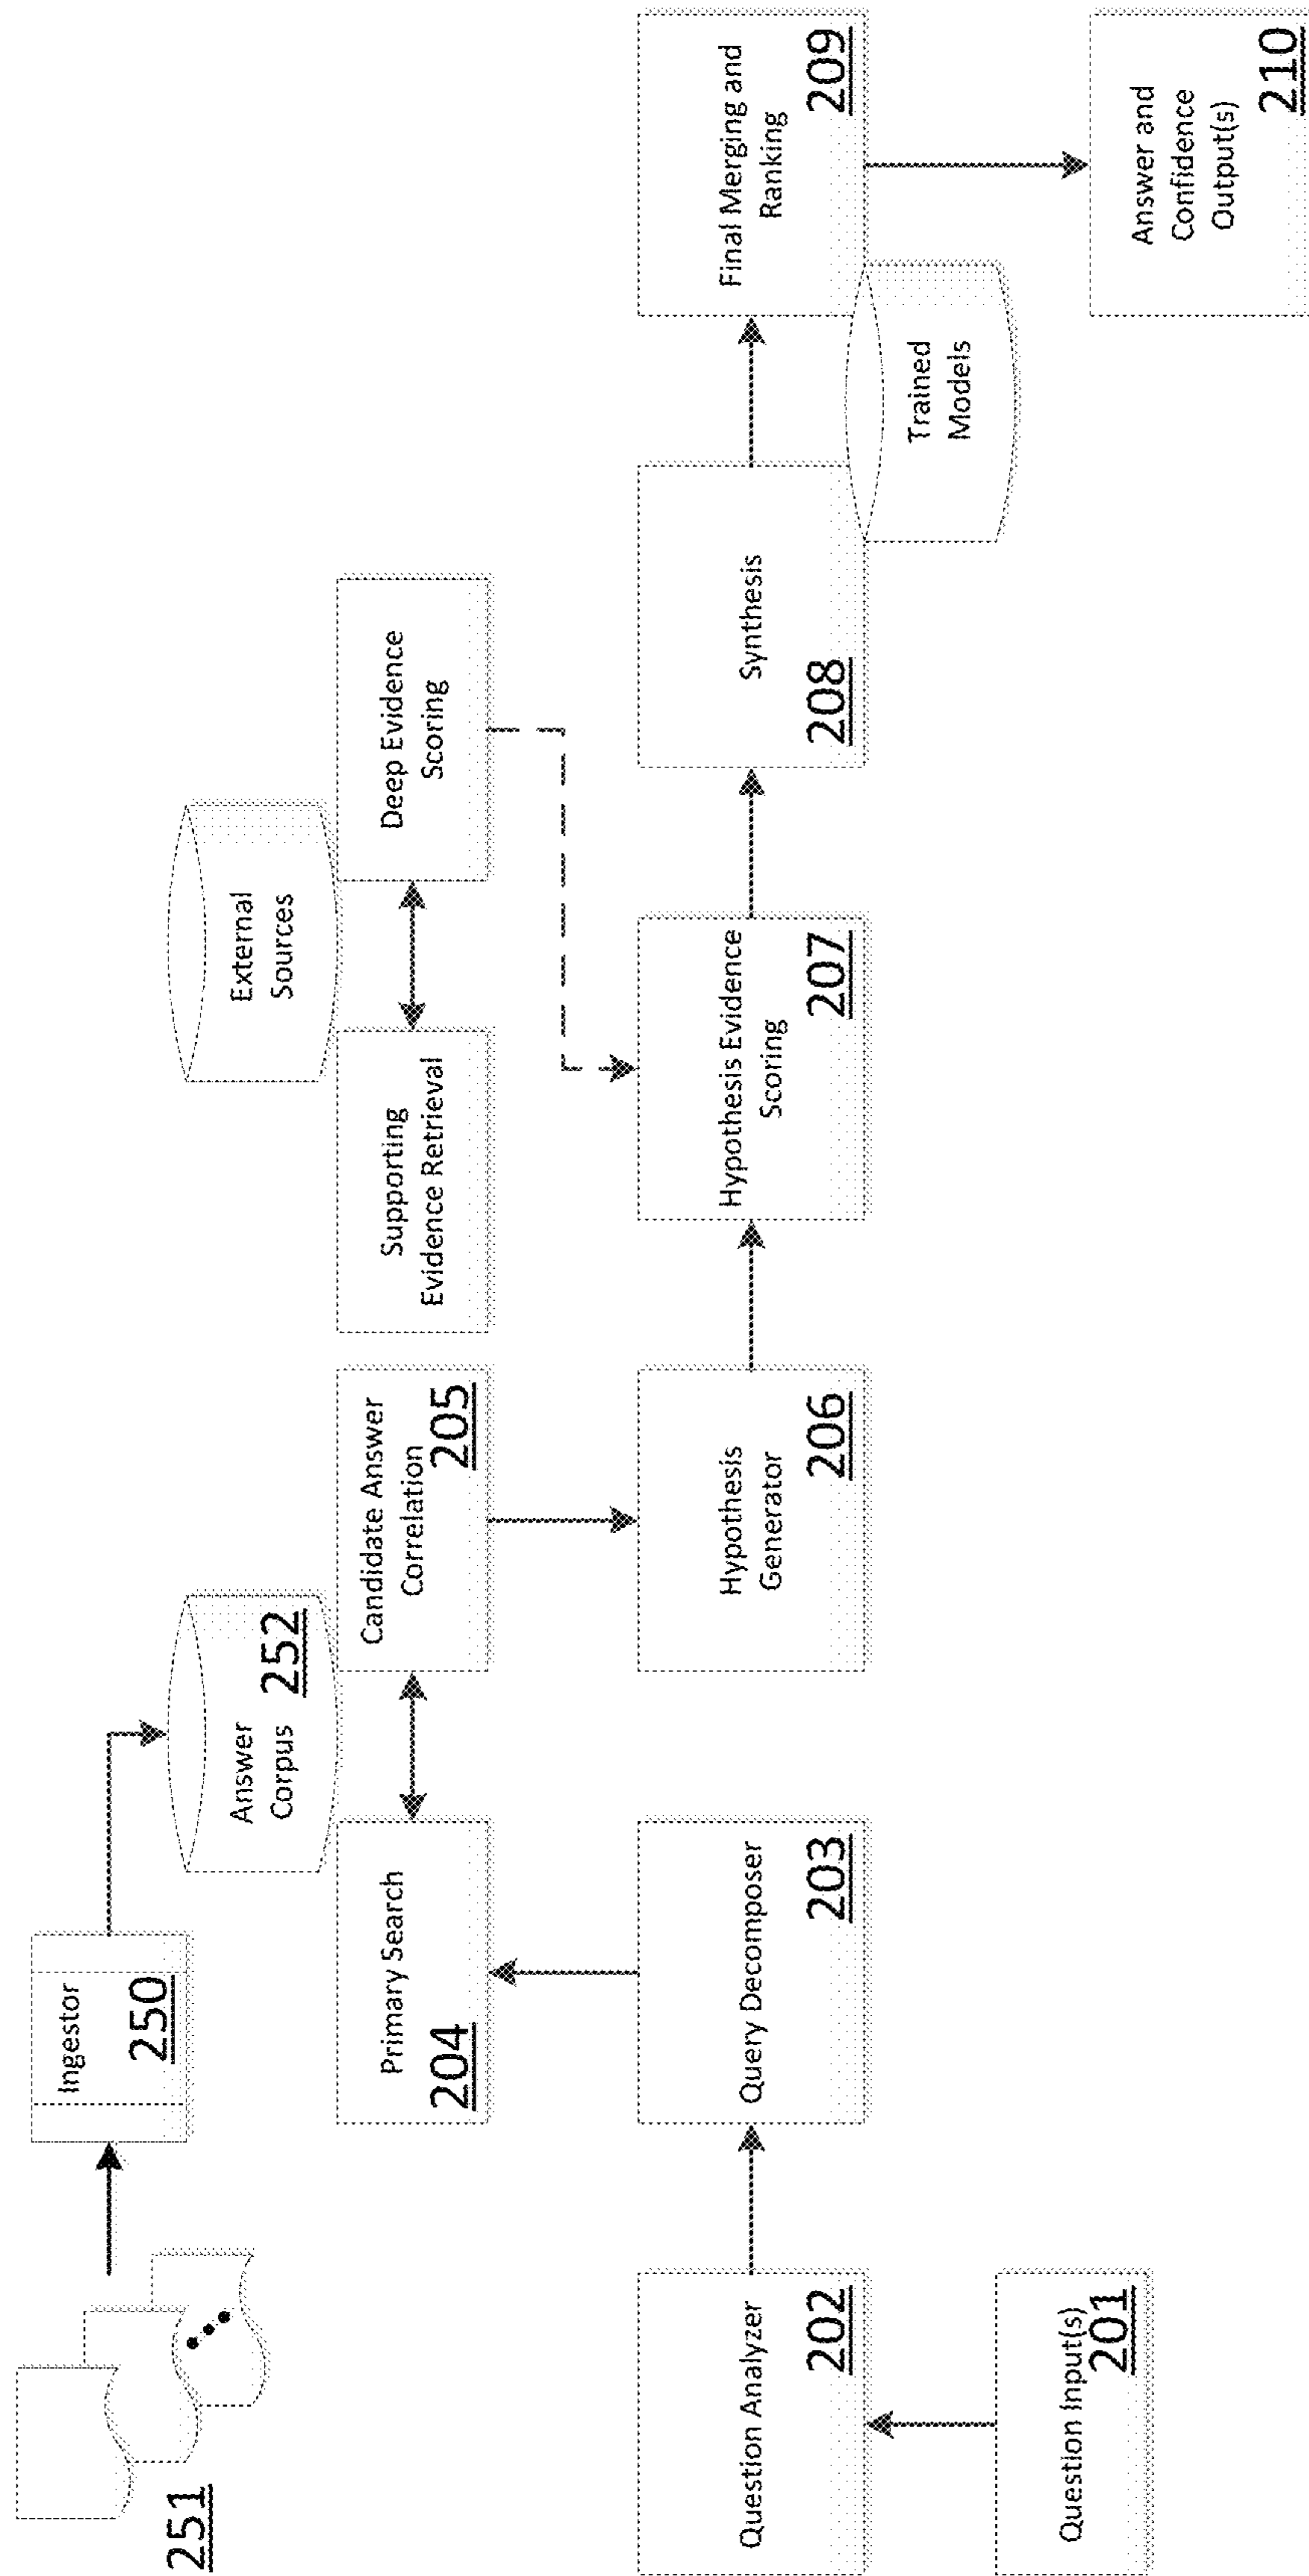 251
Ingestor
250
Answer
Corpus
252
External
Sources
Primary Search
204
Candidate Answer
Correlation
205
Supporting
Evidence Retrieval
Deep Evidence
Scoring
Question Analyzer
202
Query Decomposer
203
Hypothesis
Generator
206
Hypothesis Evidence
Scoring
207
Synthesis
208
Final Merging and
Ranking
209
Trained
Models
Question Input(s)
201
Answer and
Confidence
Output(s)
210